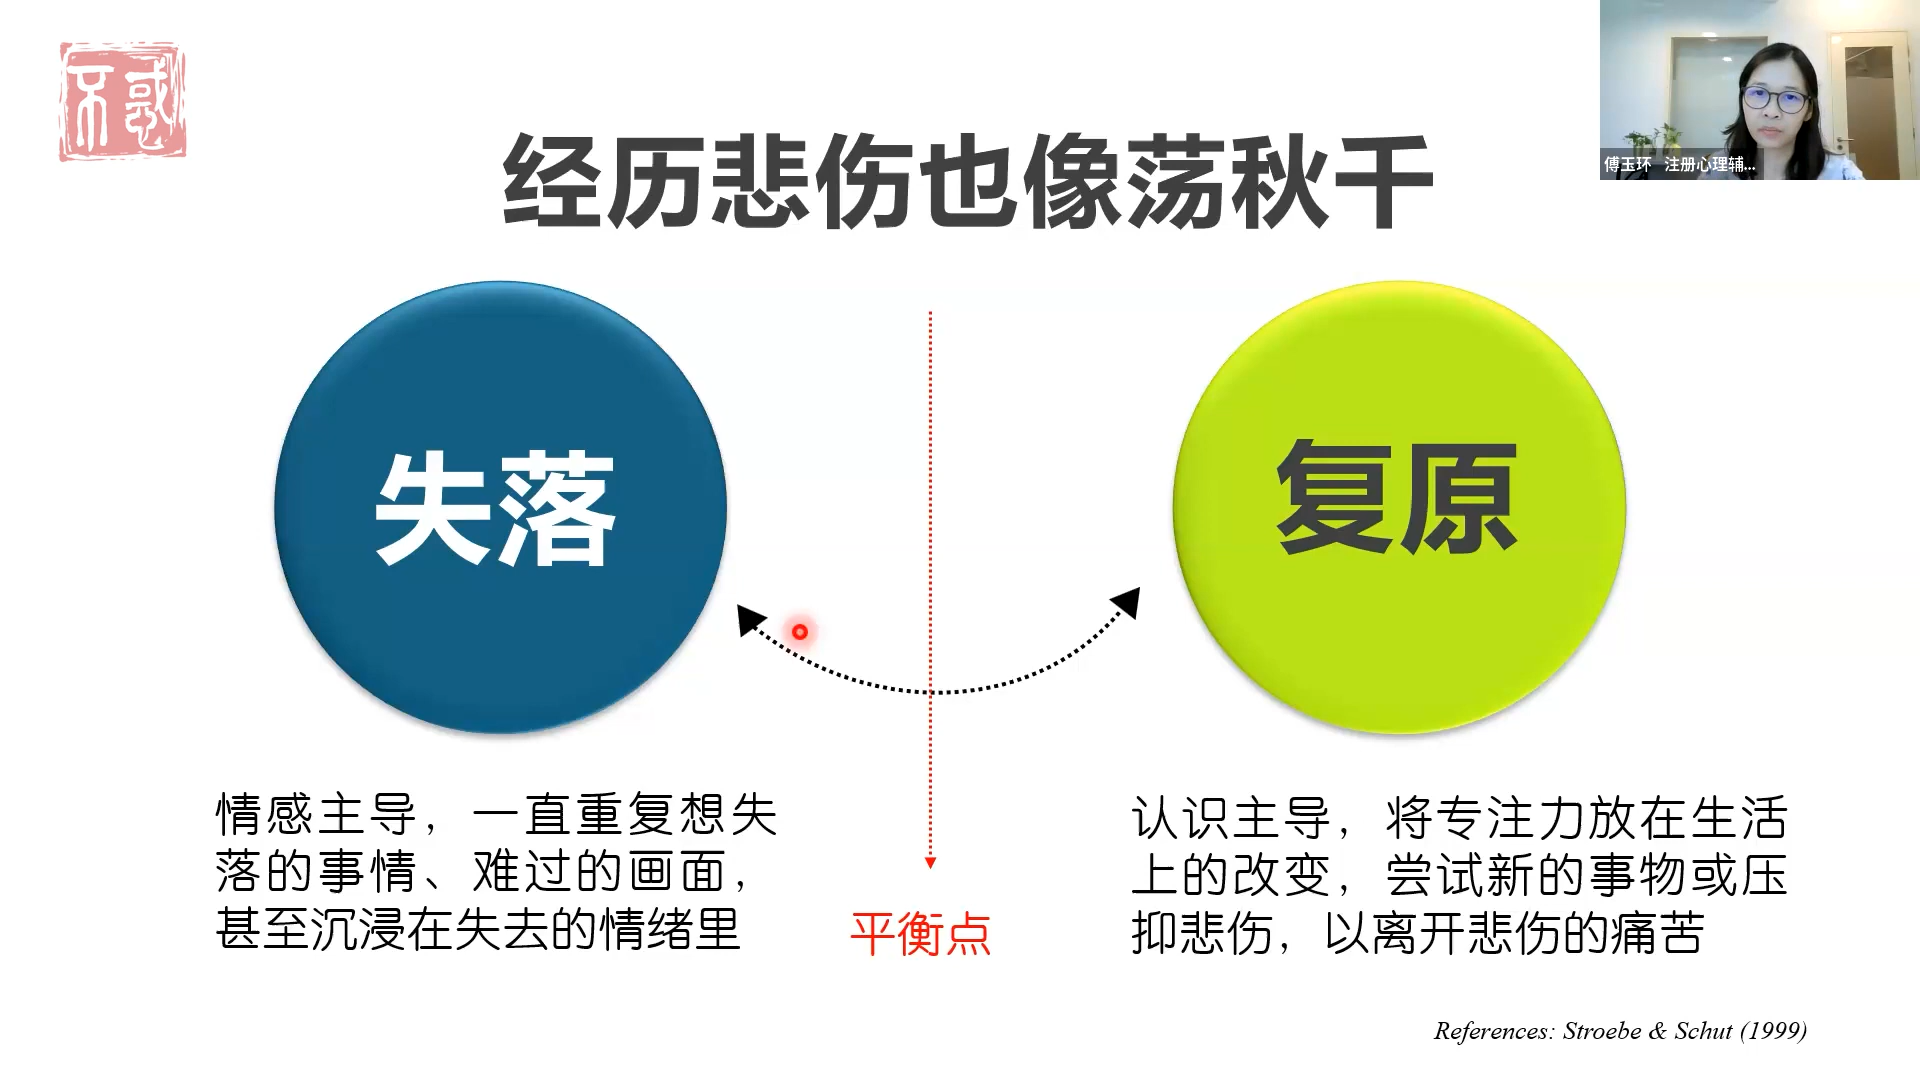 不惑
傅玉环 注册心理辅...
经历悲伤也像荡秋千
失落
复原
情感主导，一直重复想失
落的事情、难过的画面，
甚至沉浸在失去的情绪里
平衡点
认识主导，将专注力放在生活
上的改变，尝试新的事物或压
抑悲伤，以离开悲伤的痛苦
References: Stroebe & Schut (1999)